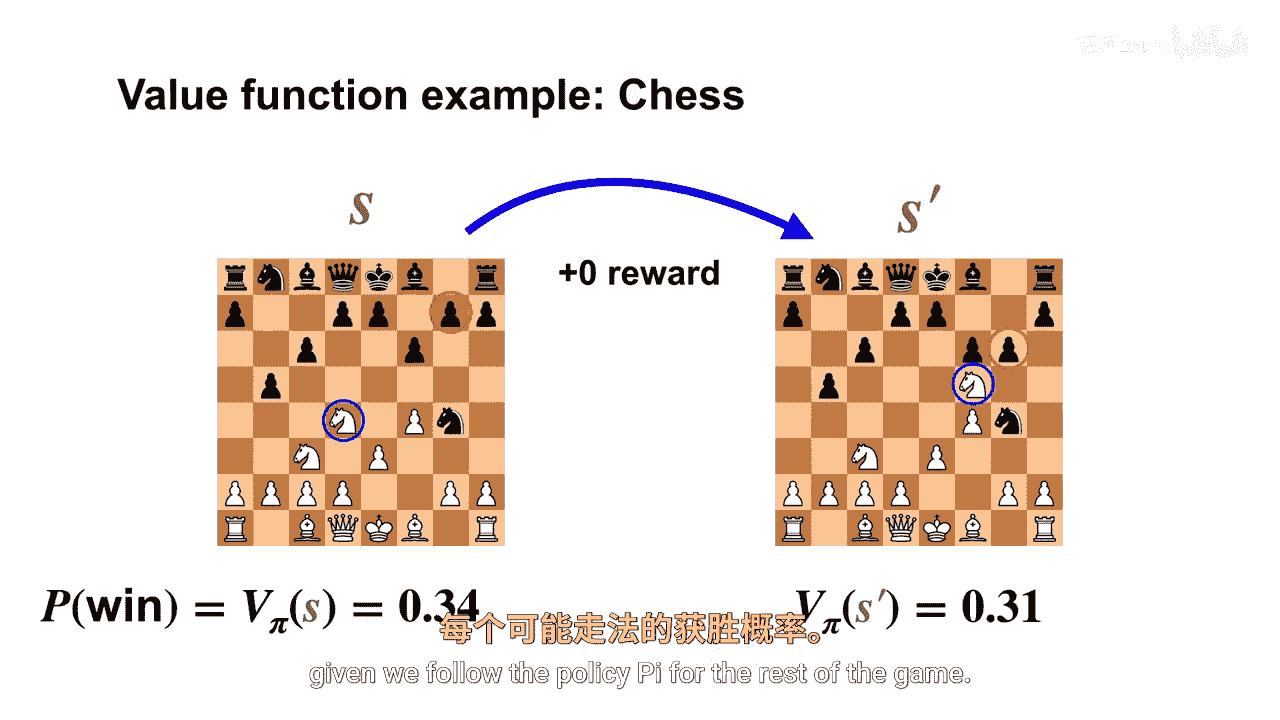 Value function example: Chess
s
s′
+0 reward
P(win) = Vπ(s) = 0.34
Vπ(s′) = 0.31
每个可能走法的获胜概率。
given we follow the policy Pi for the rest of the game.